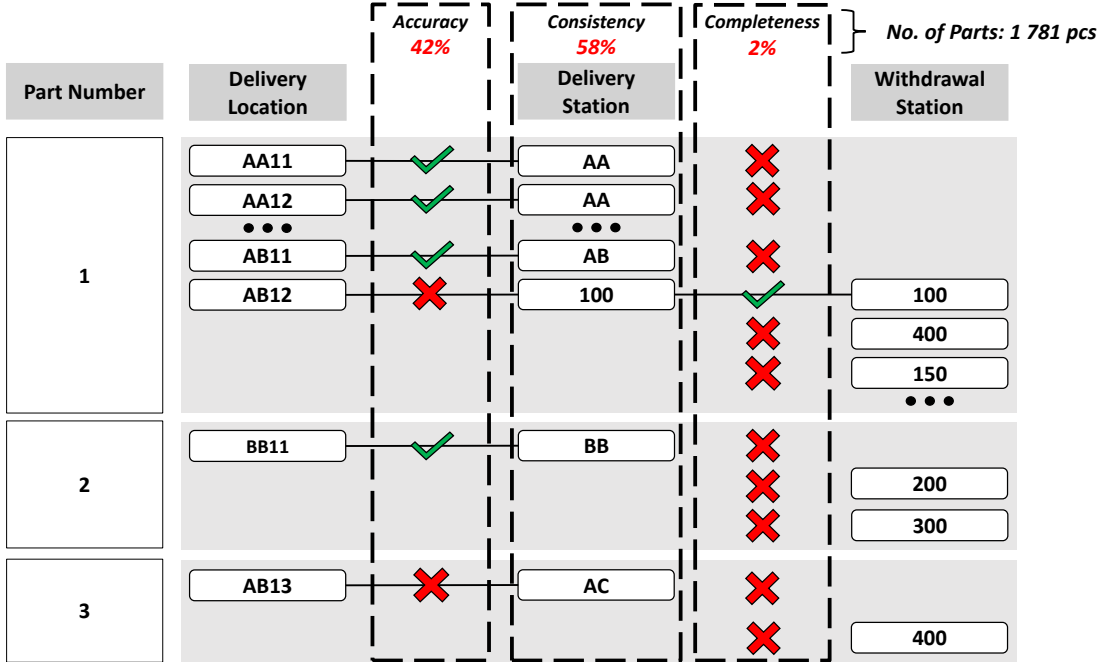 Accuracy
42%
Consistency
58%
Completeness
2%
No. of Parts: 1 781 pcs
Part Number
Delivery
Location
Delivery
Station
Withdrawal
Station
1
AA11
AA
AA12
AA
AB11
AB
AB12
100
100
400
150
2
BB11
BB
200
300
3
AB13
AC
400